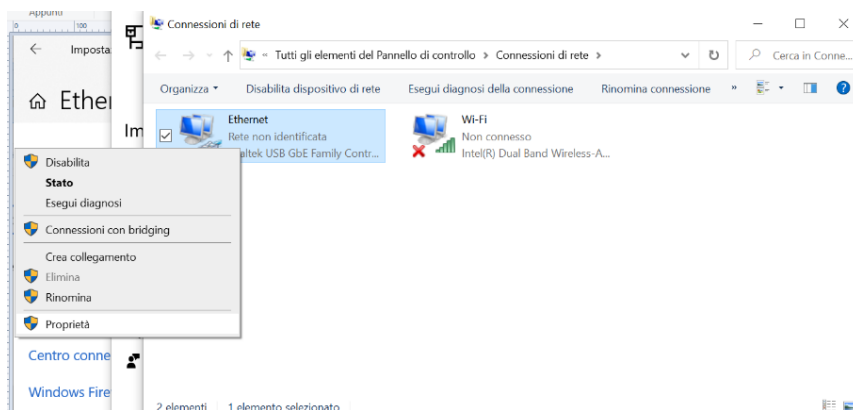 Appunti
100
Imposta
Ether
Im
Connessioni di rete
« Tutti gli elementi del Pannello di controllo > Connessioni di rete >
Cerca in Conne...
Organizza
Disabilita dispositivo di rete
Esegui diagnosi della connessione
Rinomina connessione
»
Ethernet
Rete non identificata
altek USB GbE Family Contr...
Wi-Fi
Non connesso
Intel(R) Dual Band Wireless-A...
Disabilita
Stato
Esegui diagnosi
Connessioni con bridging
Crea collegamento
Elimina
Rinomina
Proprietà
Centro conne
Windows Fire
2 elementi
1 elemento selezionato